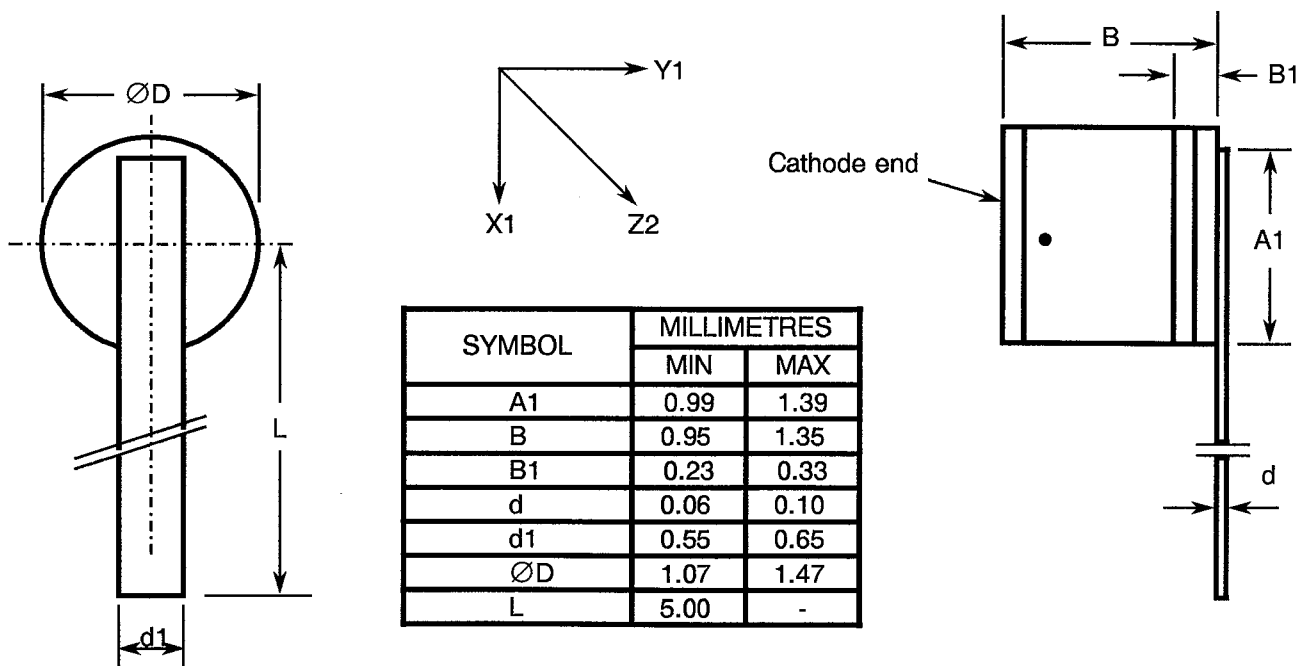 ØD
d1
L
Y1
X1
Z2
SYMBOL MILLIMETRES
MIN MAX
A1 0.99 1.39
B 0.95 1.35
B1 0.23 0.33
d 0.06 0.10
d1 0.55 0.65
ØD 1.07 1.47
L 5.00 -
B
B1
Cathode end
A1
d